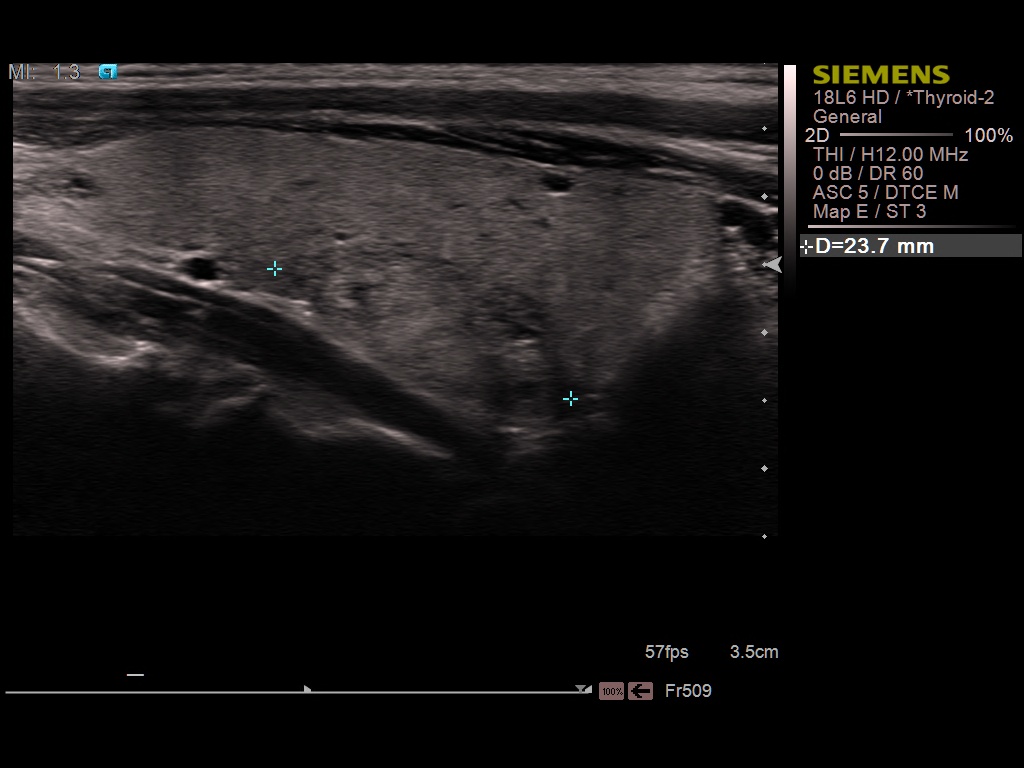 MI: 1.3
SIEMENS
18L6 HD / *Thyroid-2
General
2D 100%
THI / H12.00 MHz
0 dB / DR 60
ASC 5 / DTCE M
Map E / ST 3
D=23.7 mm
57fps 3.5cm
100% Fr509